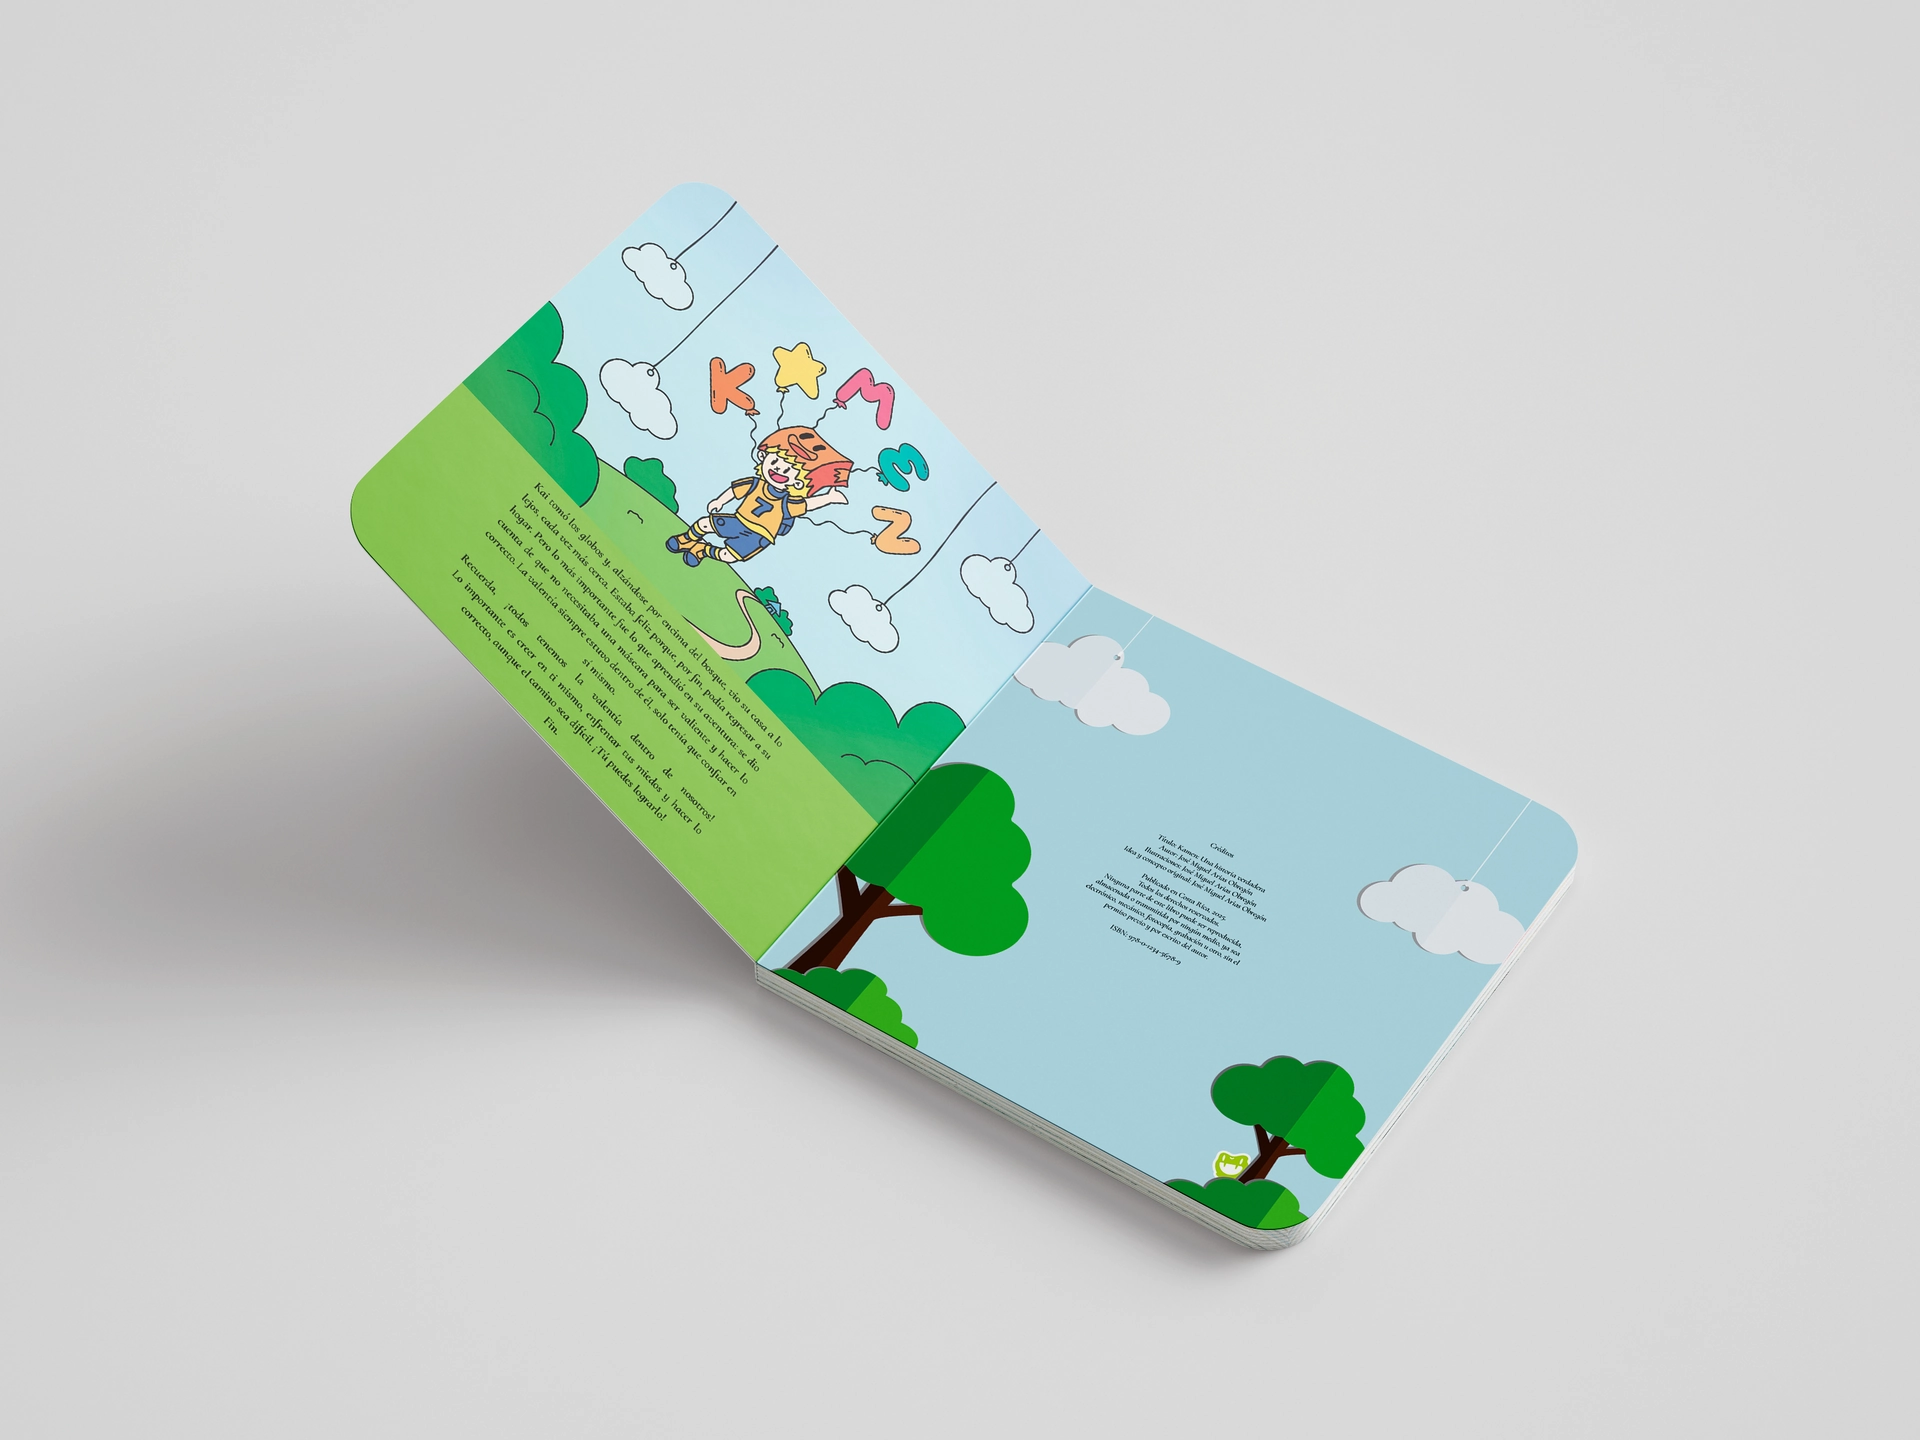 K ★ M E N
7
Kai tomó los globos y, alzándose por encima del bosque, vio su casa a lo
lejos, cada vez más cerca. Estaba feliz porque, por fin, podía regresar a su
hogar. Pero lo más importante fue lo que aprendió en su aventura: se dio
cuenta de que no necesitaba una máscara para ser valiente y hacer lo
correcto. La valentía siempre estuvo dentro de él, solo tenía que confiar en
sí mismo.
Recuerda, ¡todos tenemos la valentía dentro de nosotros!
Lo importante es creer en ti mismo, enfrentar tus miedos y hacer lo
correcto, aunque el camino sea difícil. ¡Tú puedes lograrlo!
Fin.
Créditos
Título: Kamen: Una historia verdadera
Autor: José Miguel Arias Obregón
Ilustraciones: José Miguel Arias Obregón
Idea y concepto original: José Miguel Arias Obregón
Publicado en Costa Rica, 2025.
Todos los derechos reservados.
Ninguna parte de este libro puede ser reproducida,
almacenada o transmitida por ningún medio, ya sea
electrónico, mecánico, fotocopia, grabación u otro, sin el
permiso previo y por escrito del autor.
ISBN: 978-0-1234-5678-9